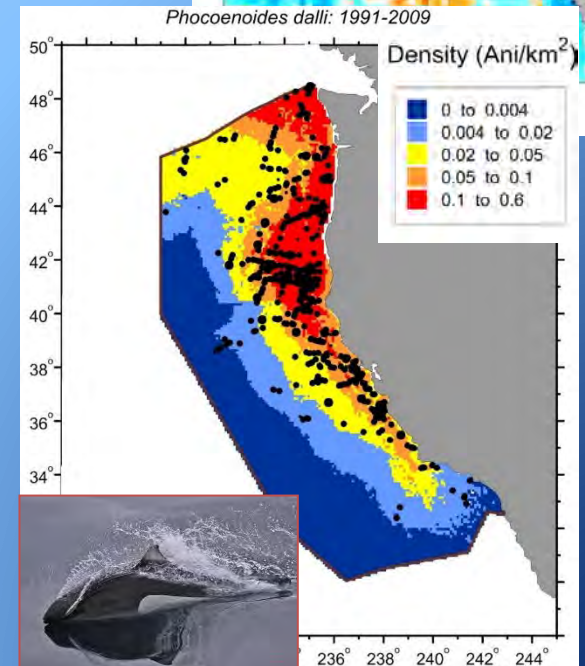 Phocoenoides dalli: 1991-2009
Density (Ani/km²)
0 to 0.004
0.004 to 0.02
0.02 to 0.05
0.05 to 0.1
0.1 to 0.6
50°
48°
46°
44°
42°
40°
38°
36°
34°
236° 238° 240° 242° 244°